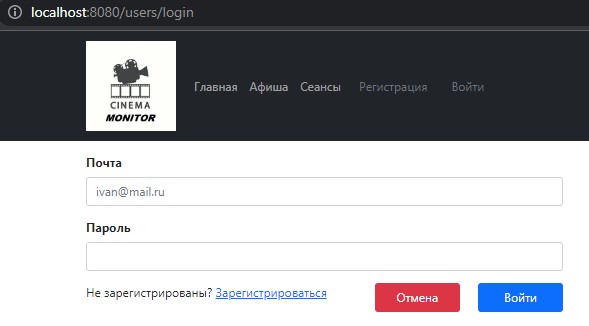 localhost:8080/users/login
CINEMA
MONITOR
Главная Афиша Сеансы Регистрация Войти
Почта
ivan@mail.ru
Пароль
Не зарегистрированы? Зарегистрироваться Отмена Войти